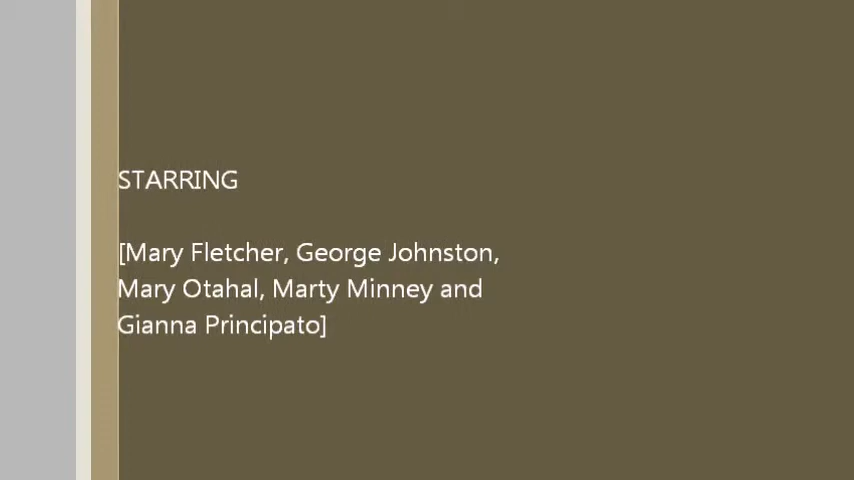 STARRING
[Mary Fletcher, George Johnston,
Mary Otahal, Marty Minney and
Gianna Principato]